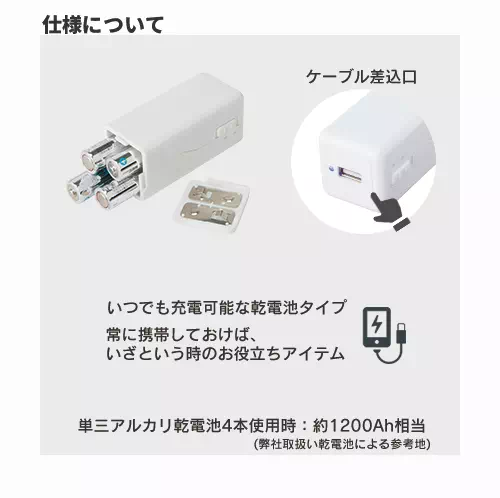 仕様について
ケーブル差込口
いつでも充電可能な乾電池タイプ
常に携帯しておけば、
いざという時のお役立ちアイテム
単三アルカリ乾電池4本使用時：約1200Ah相当
(弊社取扱い乾電池による参考地)